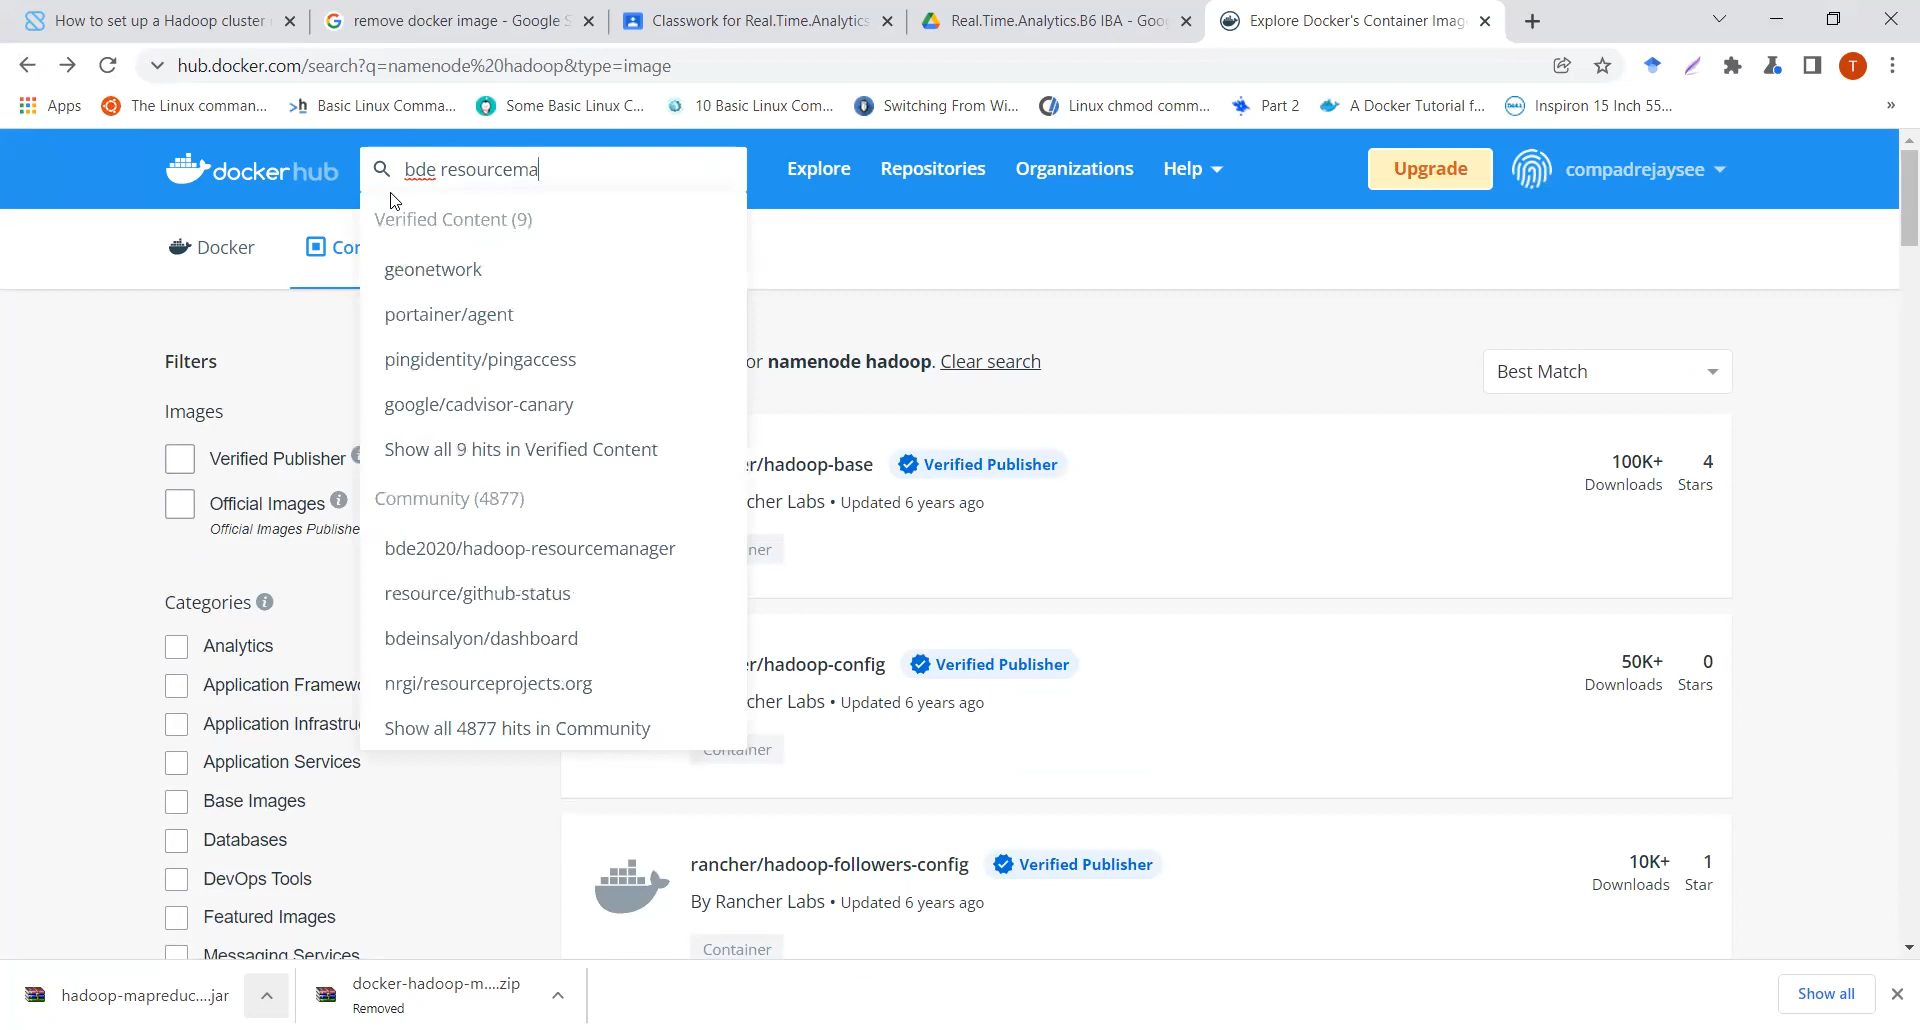 How to set up a Hadoop cluster
remove docker image - Google S
Classwork for Real.Time.Analytics
Real.Time.Analytics.B6 IBA - Goo
Explore Docker's Container Imag
hub.docker.com/search?q=namenode%20hadoop&type=image
T
Apps
The Linux comman...
Basic Linux Comma...
Some Basic Linux C...
10 Basic Linux Com...
Switching From Wi...
Linux chmod comm...
Part 2
A Docker Tutorial f...
Inspiron 15 Inch 55...
dockerhub
bde resourcema
Explore
Repositories
Organizations
Help
Upgrade
compadrejaysee
Verified Content (9)
geonetwork
portainer/agent
pingidentity/pingaccess
google/cadvisor-canary
Show all 9 hits in Verified Content
Community (4877)
bde2020/hadoop-resourcemanager
resource/github-status
bdeinsalyon/dashboard
nrgi/resourceprojects.org
Show all 4877 hits in Community
Docker
Con
Filters
Images
Verified Publisher
Official Images
Official Images Publishe
Categories
Analytics
Application Framewo
Application Infrastru
Application Services
Base Images
Databases
DevOps Tools
Featured Images
Messaging Services
or namenode hadoop. Clear search
Best Match
r/hadoop-base Verified Publisher
cher Labs • Updated 6 years ago
ner
100K+ 4
Downloads Stars
r/hadoop-config Verified Publisher
cher Labs • Updated 6 years ago
Container
50K+ 0
Downloads Stars
rancher/hadoop-followers-config Verified Publisher
By Rancher Labs • Updated 6 years ago
Container
10K+ 1
Downloads Star
hadoop-mapreduc....jar
docker-hadoop-m....zip
Removed
Show all